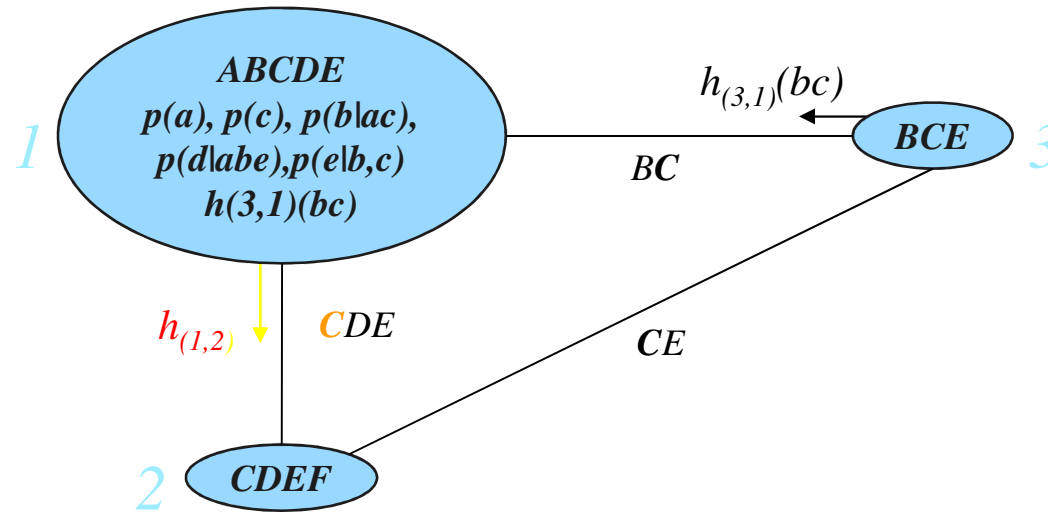 ABCDE
p(a), p(c), p(b|ac),
p(d|abe),p(e|b,c)
h(3,1)(bc)
1
h(3,1)(bc)
BCE
3
BC
h(1,2)
CDE
CE
2
CDEF